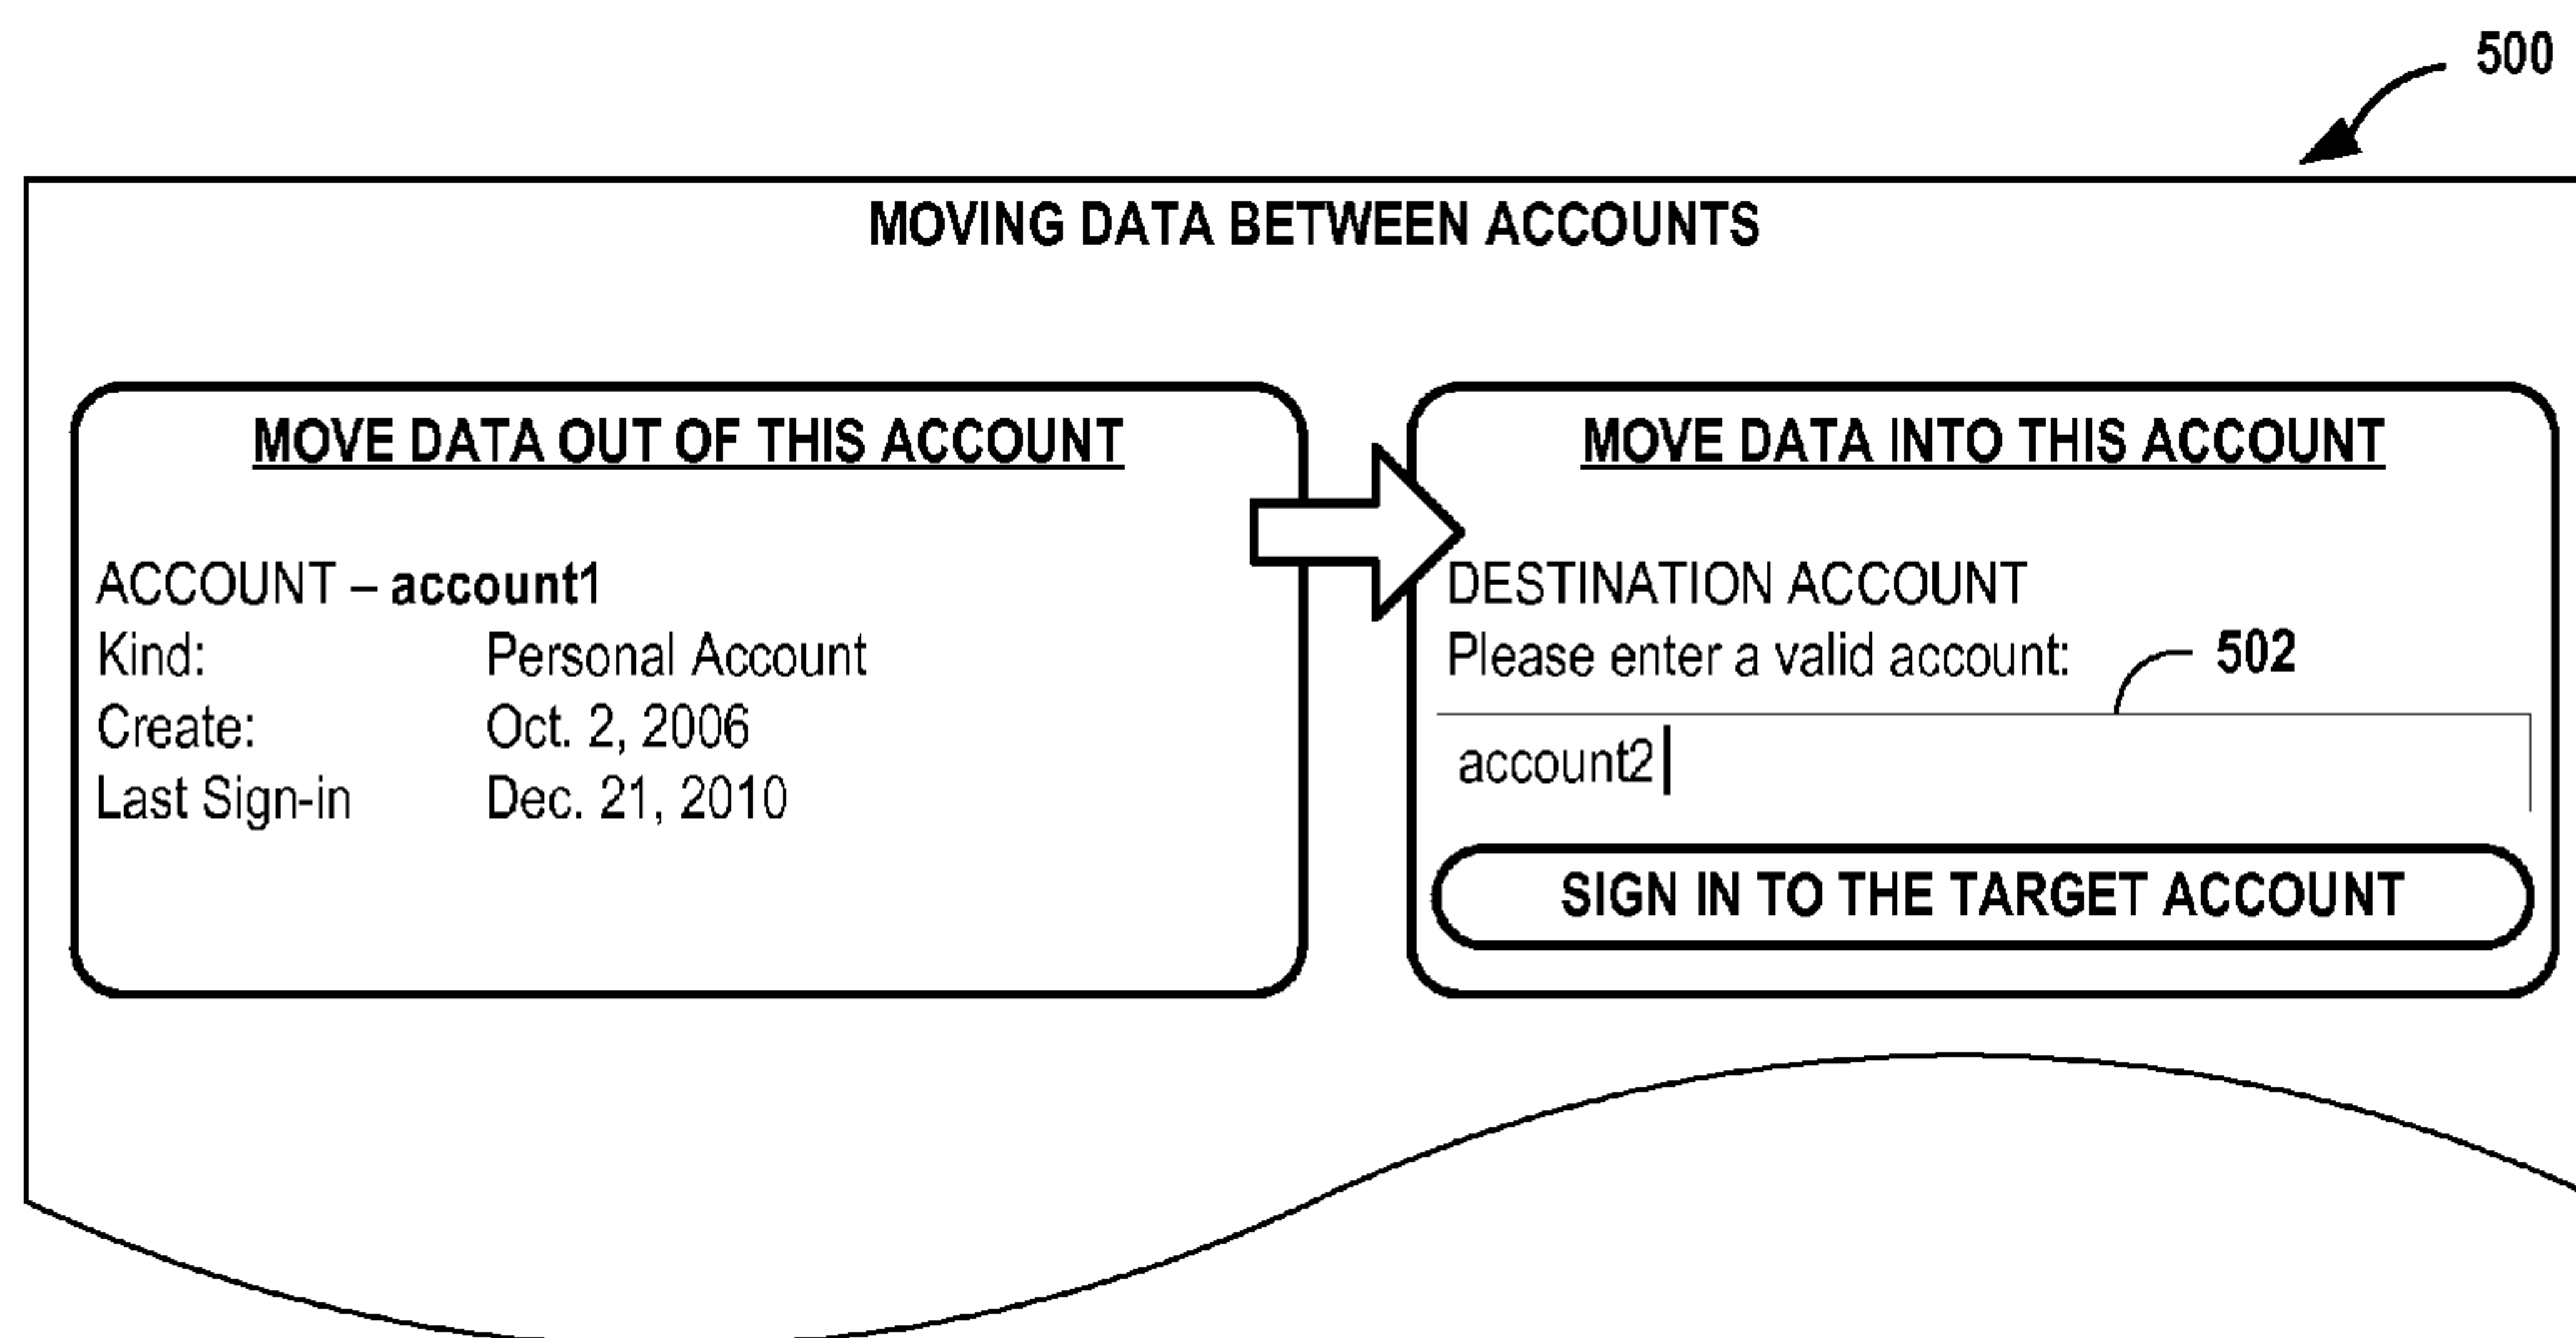 500
MOVING DATA BETWEEN ACCOUNTS
MOVE DATA OUT OF THIS ACCOUNT
ACCOUNT – account1
Kind: Personal Account
Create: Oct. 2, 2006
Last Sign-in Dec. 21, 2010
MOVE DATA INTO THIS ACCOUNT
DESTINATION ACCOUNT
Please enter a valid account:
502
account2
SIGN IN TO THE TARGET ACCOUNT